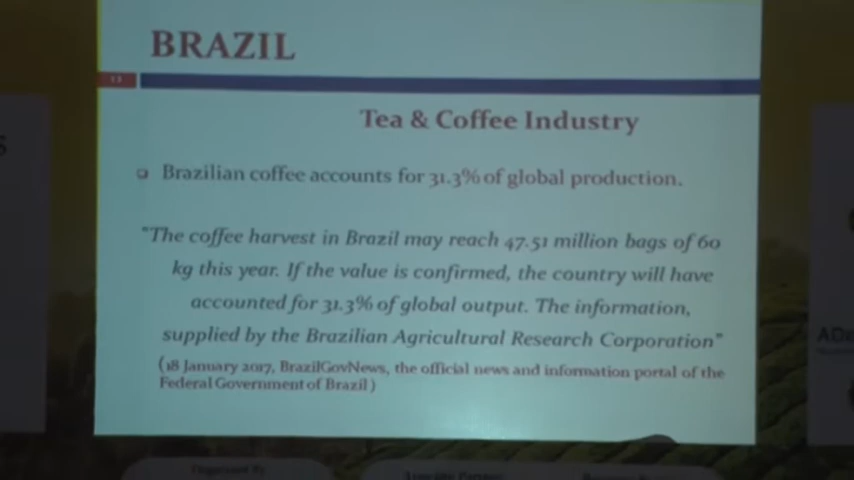 BRAZIL
13
Tea & Coffee Industry
Brazilian coffee accounts for 31.3% of global production.
"The coffee harvest in Brazil may reach 47.51 million bags of 60
kg this year. If the value is confirmed, the country will have
accounted for 31.3% of global output. The information,
supplied by the Brazilian Agricultural Research Corporation"
(18 January 2017, BrazilGovNews, the official news and information portal of the
Federal Government of Brazil)
S
Organised By